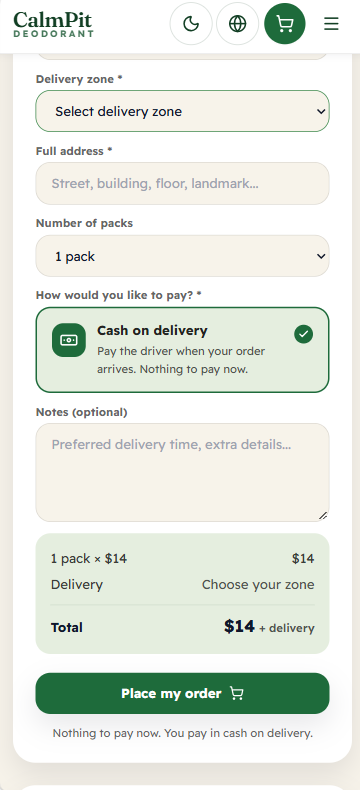 CalmPit
DEODORANT
Delivery zone *
Select delivery zone
Full address *
Street, building, floor, landmark...
Number of packs
1 pack
How would you like to pay? *
Cash on delivery
Pay the driver when your order
arrives. Nothing to pay now.
Notes (optional)
Preferred delivery time, extra details...
1 pack × $14 $14
Delivery Choose your zone
Total $14 + delivery
Place my order
Nothing to pay now. You pay in cash on delivery.